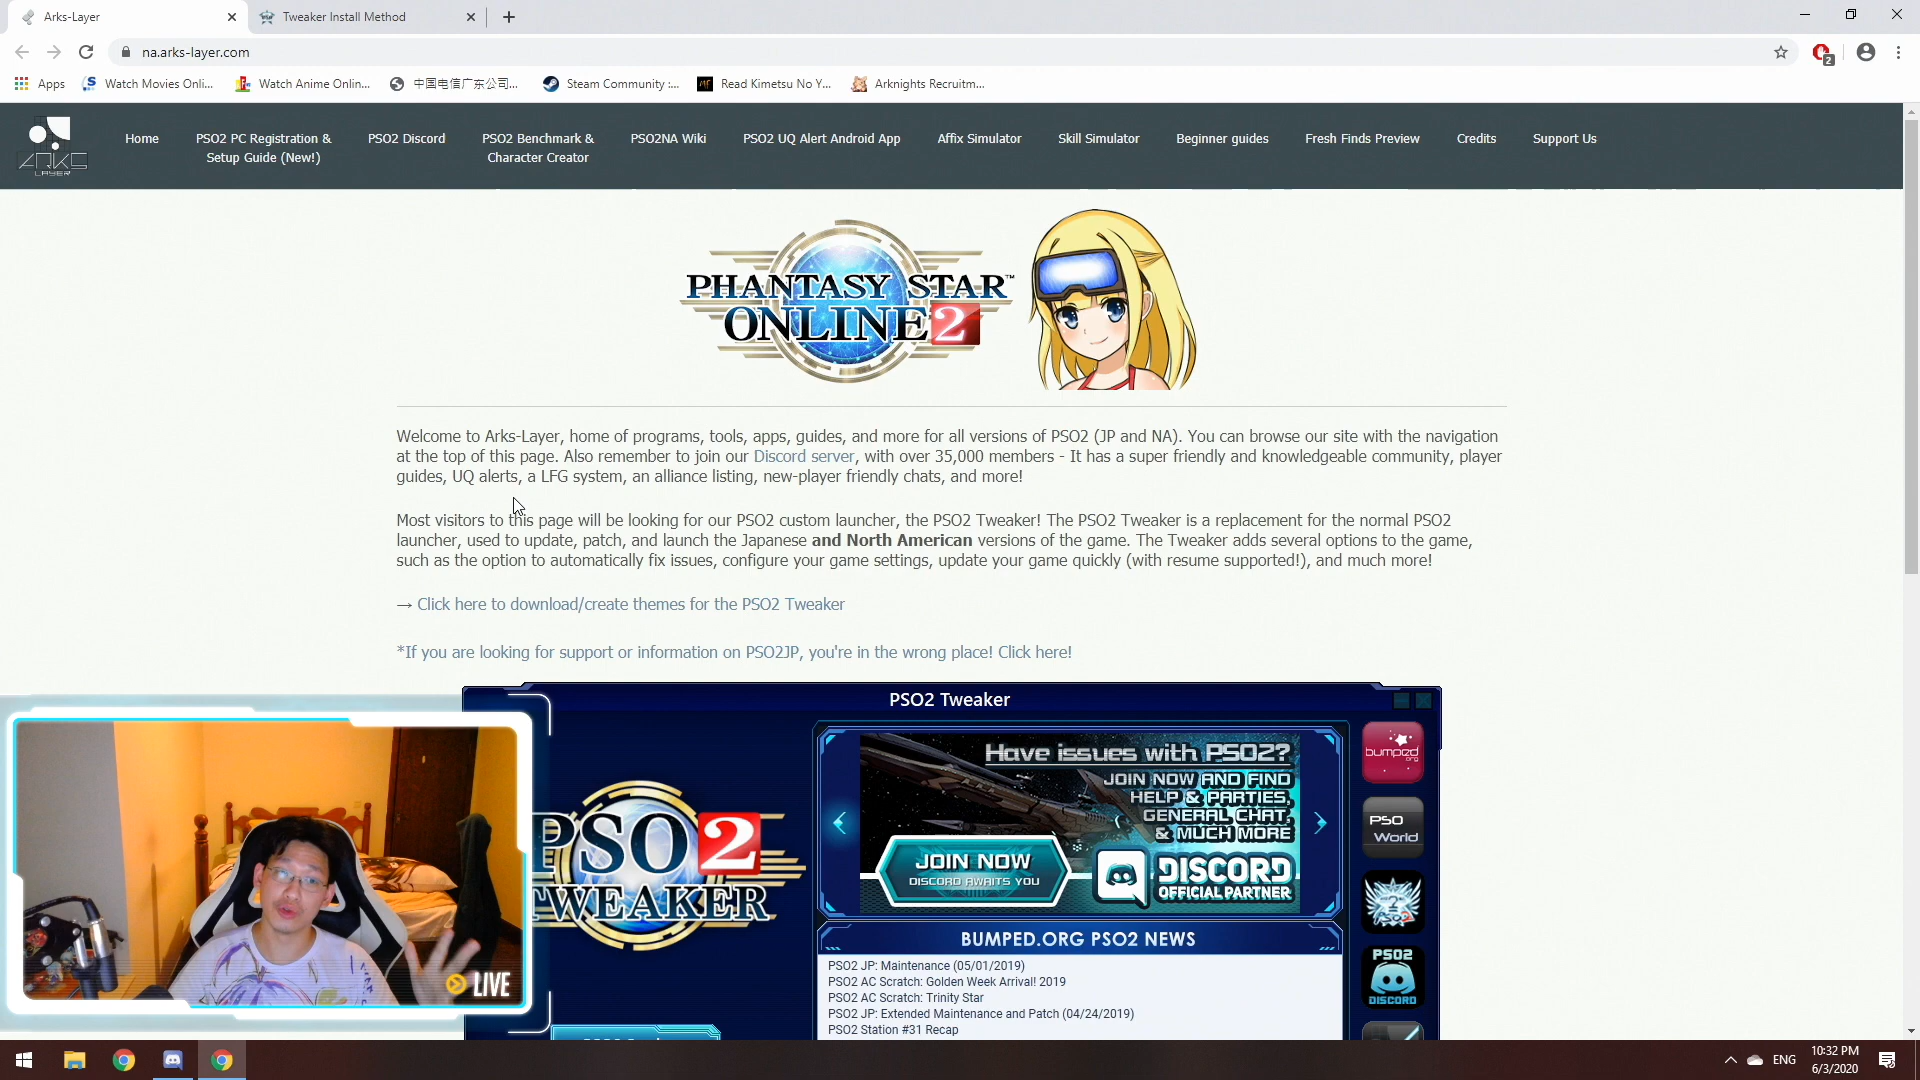 Arks-Layer
Tweaker Install Method
na.arks-layer.com
2
Apps
Watch Movies Onli...
Watch Anime Onlin...
中国电信广东公司...
Steam Community :...
Read Kimetsu No Y...
Arknights Recruitm...
ARKS
LAYER
Home
PSO2 PC Registration &
Setup Guide (New!)
PSO2 Discord
PSO2 Benchmark &
Character Creator
PSO2NA Wiki
PSO2 UQ Alert Android App
Affix Simulator
Skill Simulator
Beginner guides
Fresh Finds Preview
Credits
Support Us
PHANTASY STAR™
ONLINE 2
Welcome to Arks-Layer, home of programs, tools, apps, guides, and more for all versions of PSO2 (JP and NA). You can browse our site with the navigation
at the top of this page. Also remember to join our Discord server, with over 35,000 members - It has a super friendly and knowledgeable community, player
guides, UQ alerts, a LFG system, an alliance listing, new-player friendly chats, and more!
Most visitors to this page will be looking for our PSO2 custom launcher, the PSO2 Tweaker! The PSO2 Tweaker is a replacement for the normal PSO2
launcher, used to update, patch, and launch the Japanese and North American versions of the game. The Tweaker adds several options to the game,
such as the option to automatically fix issues, configure your game settings, update your game quickly (with resume supported!), and much more!
→ Click here to download/create themes for the PSO2 Tweaker
*If you are looking for support or information on PSO2JP, you're in the wrong place! Click here!
PSO2 Tweaker
PSO2
TWEAKER
Have issues with PSO2?
JOIN NOW AND FIND
HELP & PARTIES,
GENERAL CHAT,
& MUCH MORE
JOIN NOW
DISCORD AWAITS YOU
DISCORD
OFFICIAL PARTNER
bumped
org
PSO
World
PSO2
DISCORD
BUMPED.ORG PSO2 NEWS
PSO2 JP: Maintenance (05/01/2019)
PSO2 AC Scratch: Golden Week Arrival! 2019
PSO2 AC Scratch: Trinity Star
PSO2 JP: Extended Maintenance and Patch (04/24/2019)
PSO2 Station #31 Recap
LIVE
ENG
10:32 PM
6/3/2020